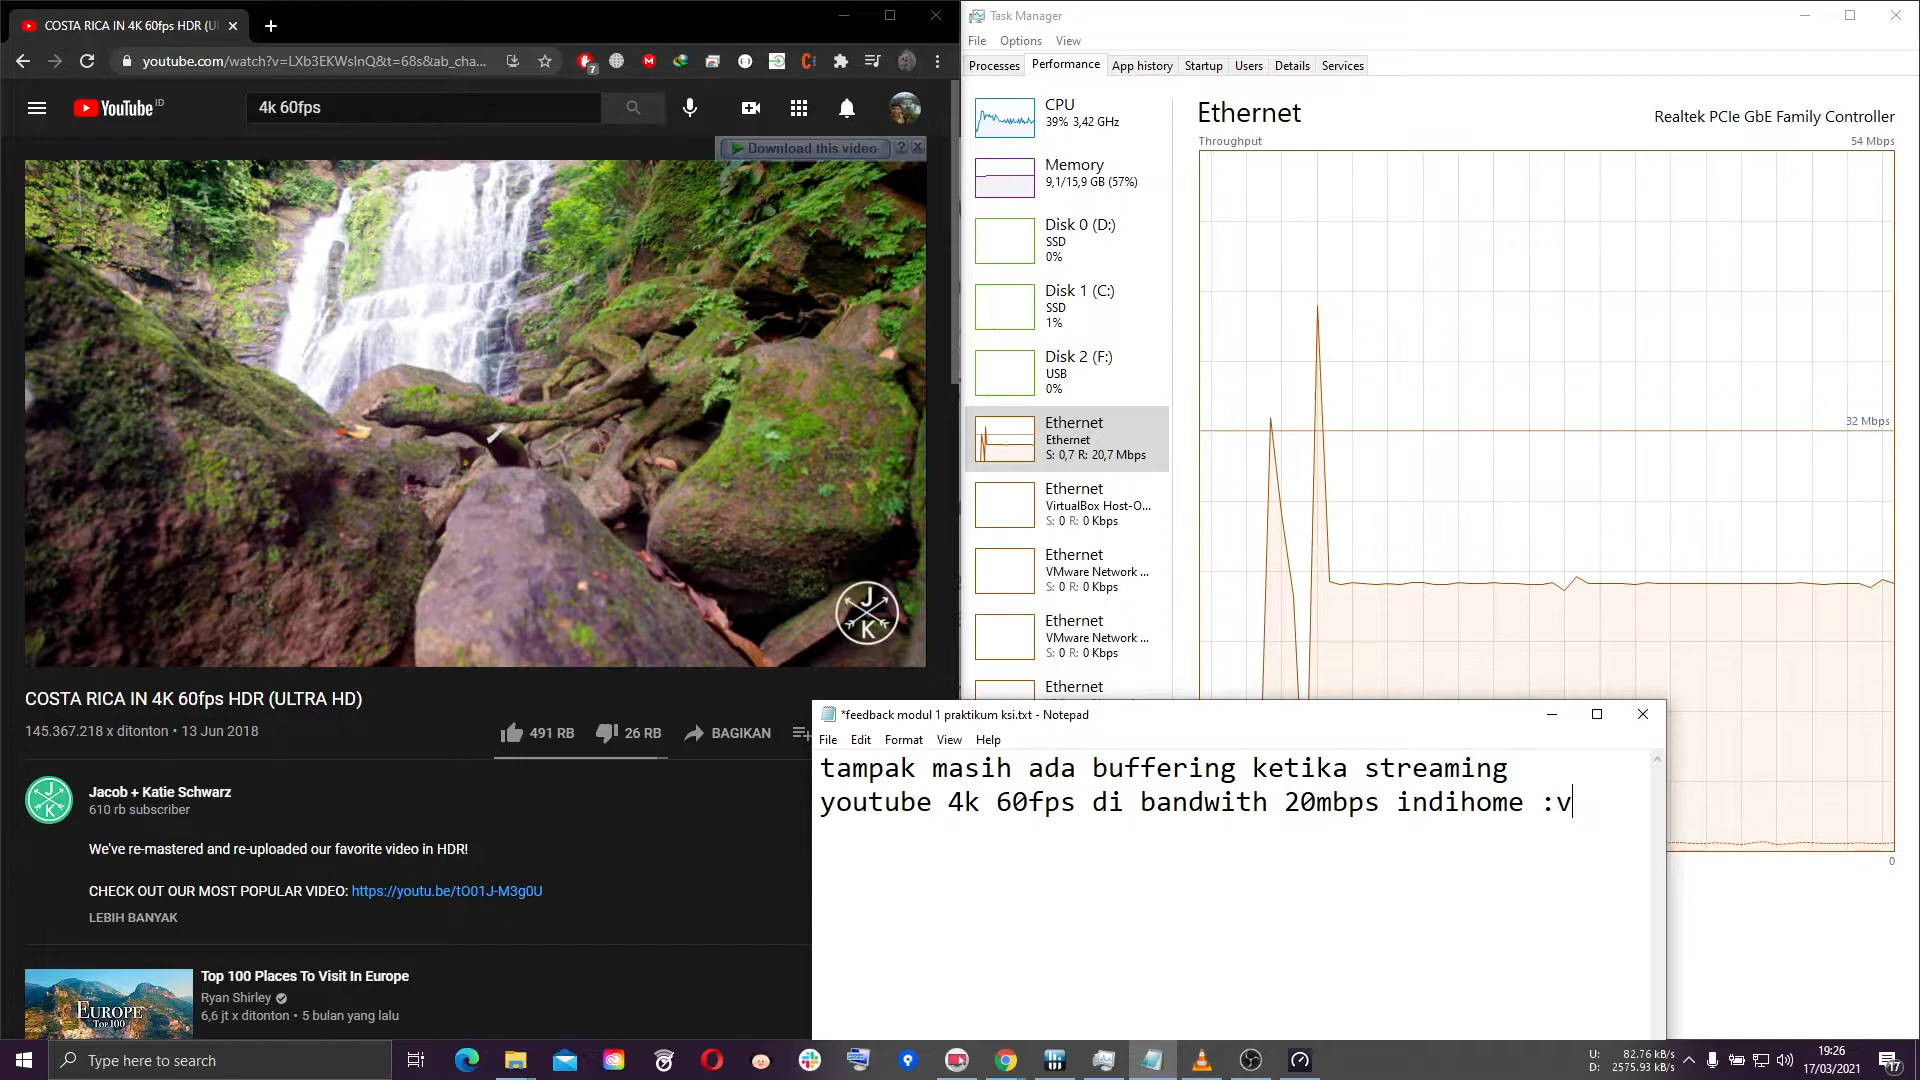 COSTA RICA IN 4K 60fps HDR (UL
youtube.com/watch?v=LXb3EKWsInQ&t=68s&ab_cha...
7
YouTube ID
4k 60fps
Download this video ? X
J K
COSTA RICA IN 4K 60fps HDR (ULTRA HD)
145.367.218 x ditonton • 13 Jun 2018
491 RB
26 RB
BAGIKAN
Jacob + Katie Schwarz
610 rb subscriber
We've re-mastered and re-uploaded our favorite video in HDR!
CHECK OUT OUR MOST POPULAR VIDEO: https://youtu.be/tO01J-M3g0U
LEBIH BANYAK
EUROPE
Top 100
Top 100 Places To Visit In Europe
Ryan Shirley
6,6 jt x ditonton • 5 bulan yang lalu
Task Manager
File Options View
Processes Performance App history Startup Users Details Services
CPU
39% 3,42 GHz
Memory
9,1/15,9 GB (57%)
Disk 0 (D:)
SSD
0%
Disk 1 (C:)
SSD
1%
Disk 2 (F:)
USB
0%
Ethernet
Ethernet
S: 0,7 R: 20,7 Mbps
Ethernet
VirtualBox Host-O...
S: 0 R: 0 Kbps
Ethernet
VMware Network ...
S: 0 R: 0 Kbps
Ethernet
VMware Network ...
S: 0 R: 0 Kbps
Ethernet
Ethernet
Realtek PCIe GbE Family Controller
Throughput
54 Mbps
32 Mbps
0
*feedback modul 1 praktikum ksi.txt - Notepad
File Edit Format View Help
tampak masih ada buffering ketika streaming
youtube 4k 60fps di bandwith 20mbps indihome :v
Type here to search
U: 82.76 kB/s
D: 2575.93 kB/s
19:26
17/03/2021
17